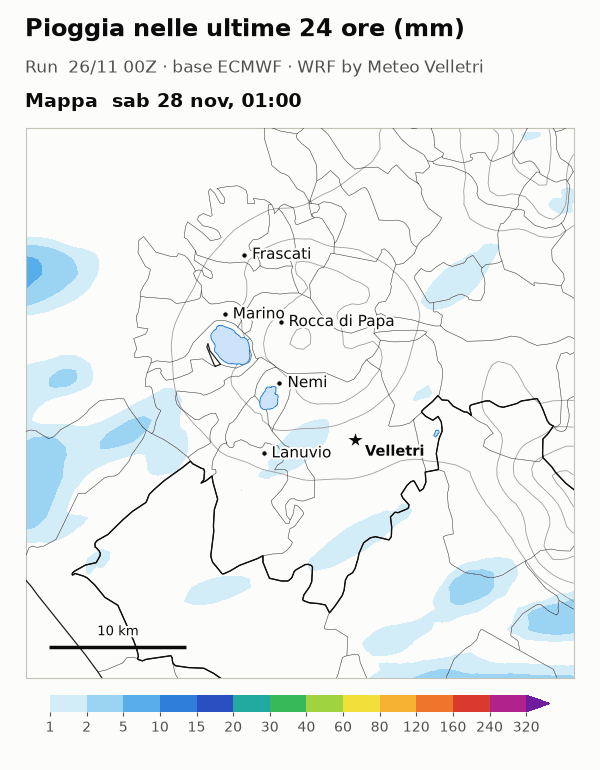 Pioggia nelle ultime 24 ore (mm)
Run  26/11 00Z · base ECMWF · WRF by Meteo Velletri
Mappa  sab 28 nov, 01:00
Frascati
Marino
Rocca di Papa
Nemi
Velletri
Lanuvio
10 km
1 2 5 10 15 20 30 40 60 80 120 160 240 320